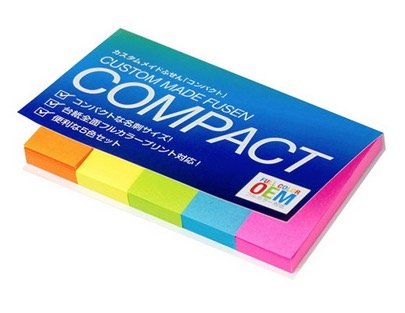 カスタムメイドふせん「コンパクト」
CUSTOM MADE FUSEN
COMPACT
コンパクトな名刺サイズ!
台紙全面フルカラープリント対応!
便利な5色セット
FULL COLOR
OEM